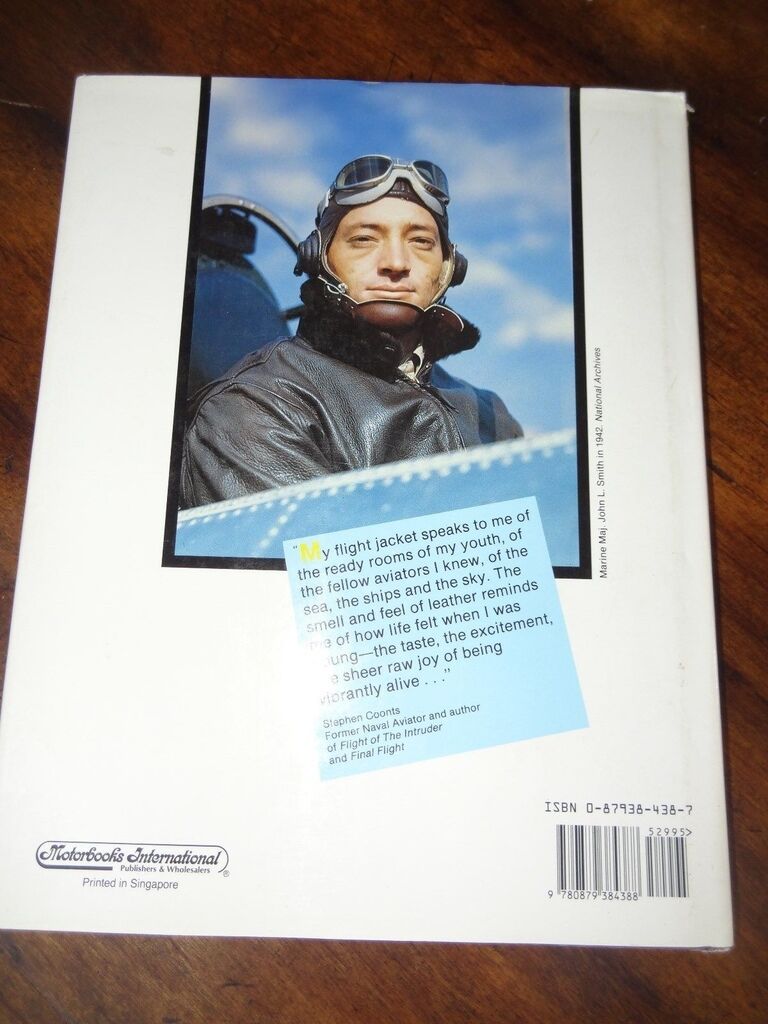 Marine Maj. John L. Smith in 1942. National Archives
"My flight jacket speaks to me of
the ready rooms of my youth, of
the fellow aviators I knew, of the
sea, the ships and the sky. The
smell and feel of leather reminds
me of how life felt when I was
young—the taste, the excitement,
the sheer raw joy of being
vibrantly alive . . ."
Stephen Coonts
Former Naval Aviator and author
of Flight of The Intruder
and Final Flight
ISBN 0-87938-438-7
52995>
9 780879 384388
Motorbooks International ®
Publishers & Wholesalers
Printed in Singapore